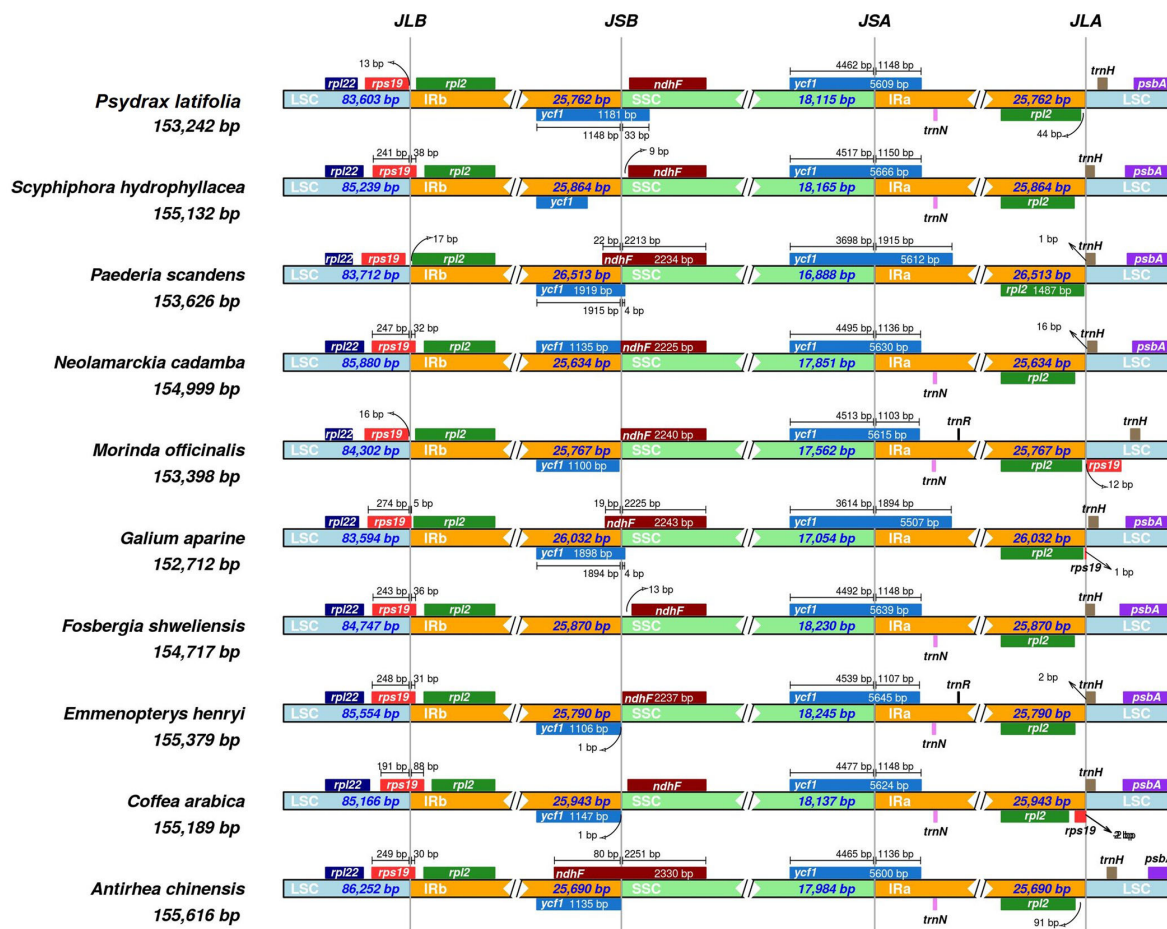 JLB JSB JSA JLA
13 bp 4462 bp 1148 bp trnH
rpl22 rps19 rpl2 ndhF ycf1 5609 bp psbA
Psydrax latifolia LSC 83,603 bp IRb 25,762 bp SSC 18,115 bp IRa 25,762 bp LSC
153,242 bp ycf1 1181 bp trnN rpl2
1148 bp 33 bp 44 bp
241 bp 38 bp 9 bp 4517 bp 1150 bp trnH
rpl22 rps19 rpl2 ndhF ycf1 5666 bp psbA
Scyphiphora hydrophyllacea LSC 85,239 bp IRb 25,864 bp SSC 18,165 bp IRa 25,864 bp LSC
155,132 bp ycf1 trnN rpl2
17 bp 22 bp 2213 bp 3698 bp 1915 bp 1 bp trnH
rpl22 rps19 rpl2 ndhF 2234 bp ycf1 5612 bp psbA
Paederia scandens LSC 83,712 bp IRb 26,513 bp SSC 16,888 bp IRa 26,513 bp LSC
153,626 bp ycf1 1919 bp rpl2 1487 bp
1915 bp 4 bp
247 bp 32 bp 4495 bp 1136 bp 16 bp trnH
rpl22 rps19 rpl2 ycf1 1135 bp ndhF 2225 bp ycf1 5630 bp psbA
Neolamarckia cadamba LSC 85,880 bp IRb 25,634 bp SSC 17,851 bp IRa 25,634 bp LSC
154,999 bp trnN rpl2
16 bp 4513 bp 1103 bp trnR trnH
rpl22 rps19 rpl2 ndhF 2240 bp ycf1 5615 bp
Morinda officinalis LSC 84,302 bp IRb 25,767 bp SSC 17,562 bp IRa 25,767 bp LSC
153,398 bp ycf1 1100 bp trnN rpl2 rps19
12 bp
274 bp 5 bp 19 bp 2225 bp 3614 bp 1894 bp trnH
rpl22 rps19 rpl2 ndhF 2243 bp ycf1 5507 bp psbA
Galium aparine LSC 83,594 bp IRb 26,032 bp SSC 17,054 bp IRa 26,032 bp LSC
152,712 bp ycf1 1898 bp rpl2
1894 bp 4 bp rps19 1 bp
243 bp 36 bp 13 bp 4492 bp 1148 bp trnH
rpl22 rps19 rpl2 ndhF ycf1 5639 bp psbA
Fosbergia shweliensis LSC 84,747 bp IRb 25,870 bp SSC 18,230 bp IRa 25,870 bp LSC
154,717 bp trnN rpl2
248 bp 31 bp 4539 bp 1107 bp trnR 2 bp trnH
rpl22 rps19 rpl2 ndhF 2237 bp ycf1 5645 bp psbA
Emmenopterys henryi LSC 85,554 bp IRb 25,790 bp SSC 18,245 bp IRa 25,790 bp LSC
155,379 bp ycf1 1106 bp trnN rpl2
1 bp
191 bp 88 bp 4477 bp 1148 bp trnH
rpl22 rps19 rpl2 ndhF ycf1 5624 bp psbA
Coffea arabica LSC 85,166 bp IRb 25,943 bp SSC 18,137 bp IRa 25,943 bp LSC
155,189 bp ycf1 1147 bp trnN rpl2 rps19
1 bp
249 bp 30 bp 80 bp 2251 bp 4465 bp 1136 bp trnH psbA
rpl22 rps19 rpl2 ndhF 2330 bp ycf1 5600 bp
Antirhea chinensis LSC 86,252 bp IRb 25,690 bp SSC 17,984 bp IRa 25,690 bp LSC
155,616 bp ycf1 1135 bp trnN rpl2
91 bp